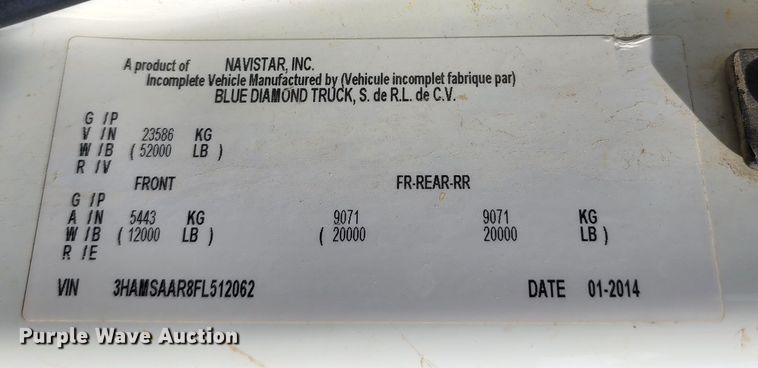 A product of NAVISTAR, INC.
Incomplete Vehicle Manufactured by (Vehicule incomplet fabrique par)
BLUE DIAMOND TRUCK, S. de R.L. de C.V.
G /P
V /N 23586 KG
W /B ( 52000 LB )
R /V
FRONT FR-REAR-RR
G /P
A /N 5443 KG 9071 9071 KG
W /B ( 12000 LB ) ( 20000 20000 LB )
R /E
VIN 3HAMSAAR8FL512062 DATE 01-2014
Purple Wave Auction